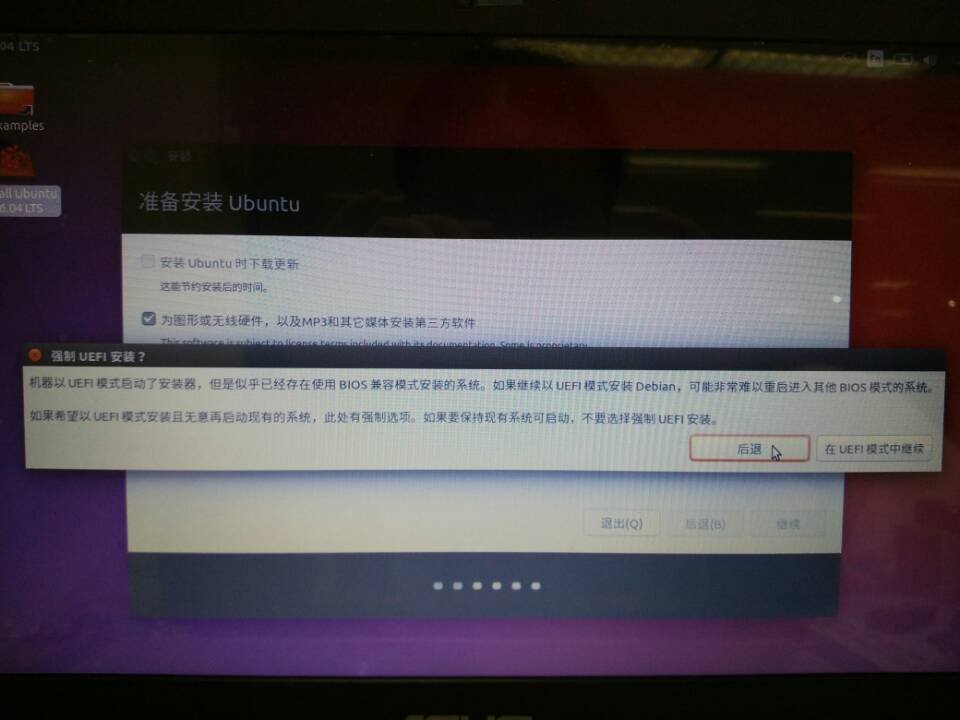 04 LTS
En
xamples
all Ubuntu
6.04 LTS
安装
准备安装 Ubuntu
安装 Ubuntu 时下载更新
这能节约安装后的时间。
为图形或无线硬件，以及MP3和其它媒体安装第三方软件
This software is subject to license terms included with its documentation. Some is proprietary.
强制 UEFI 安装？
机器以 UEFI 模式启动了安装器，但是似乎已经存在使用 BIOS 兼容模式安装的系统。如果继续以 UEFI 模式安装 Debian，可能非常难以重启进入其他 BIOS 模式的系统。
如果希望以 UEFI 模式安装且无意再启动现有的系统，此处有强制选项。如果要保持现有系统可启动，不要选择强制 UEFI 安装。
后退
在 UEFI 模式中继续
退出(Q)
后退(B)
继续